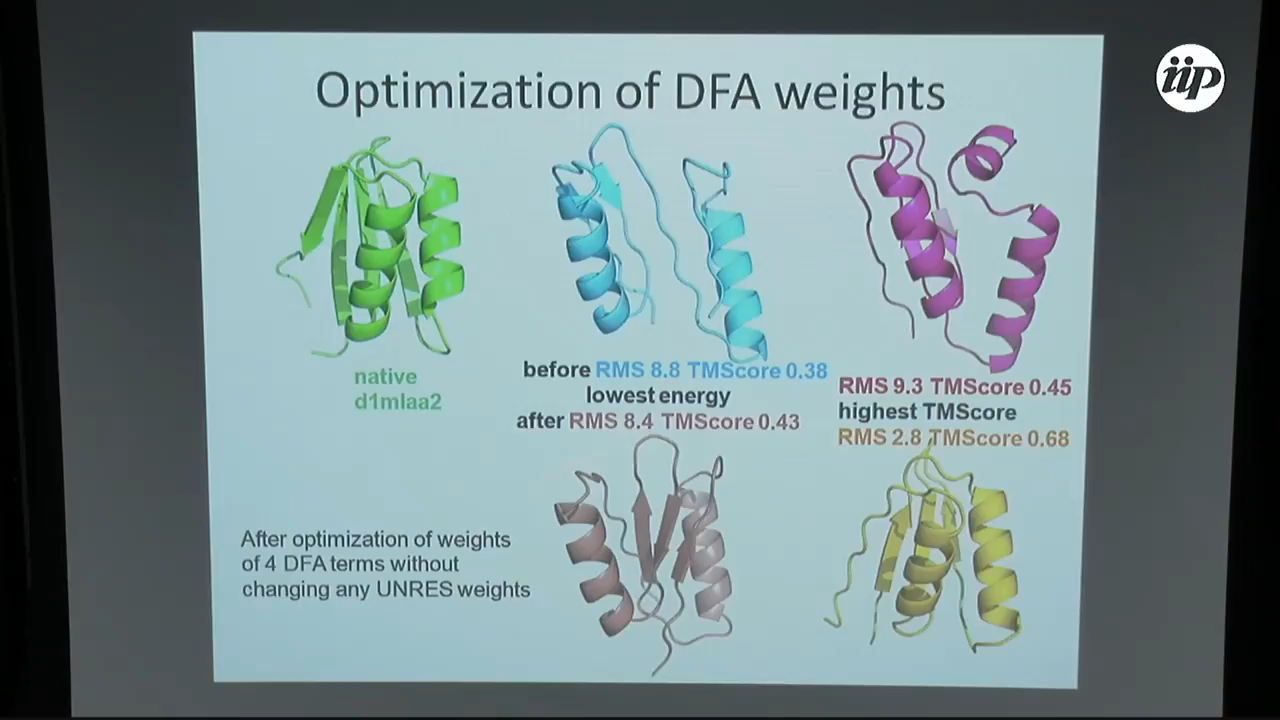 iip
Optimization of DFA weights
native
d1mlaa2
before RMS 8.8 TMScore 0.38
lowest energy
after RMS 8.4 TMScore 0.43
RMS 9.3 TMScore 0.45
highest TMScore
RMS 2.8 TMScore 0.68
After optimization of weights
of 4 DFA terms without
changing any UNRES weights